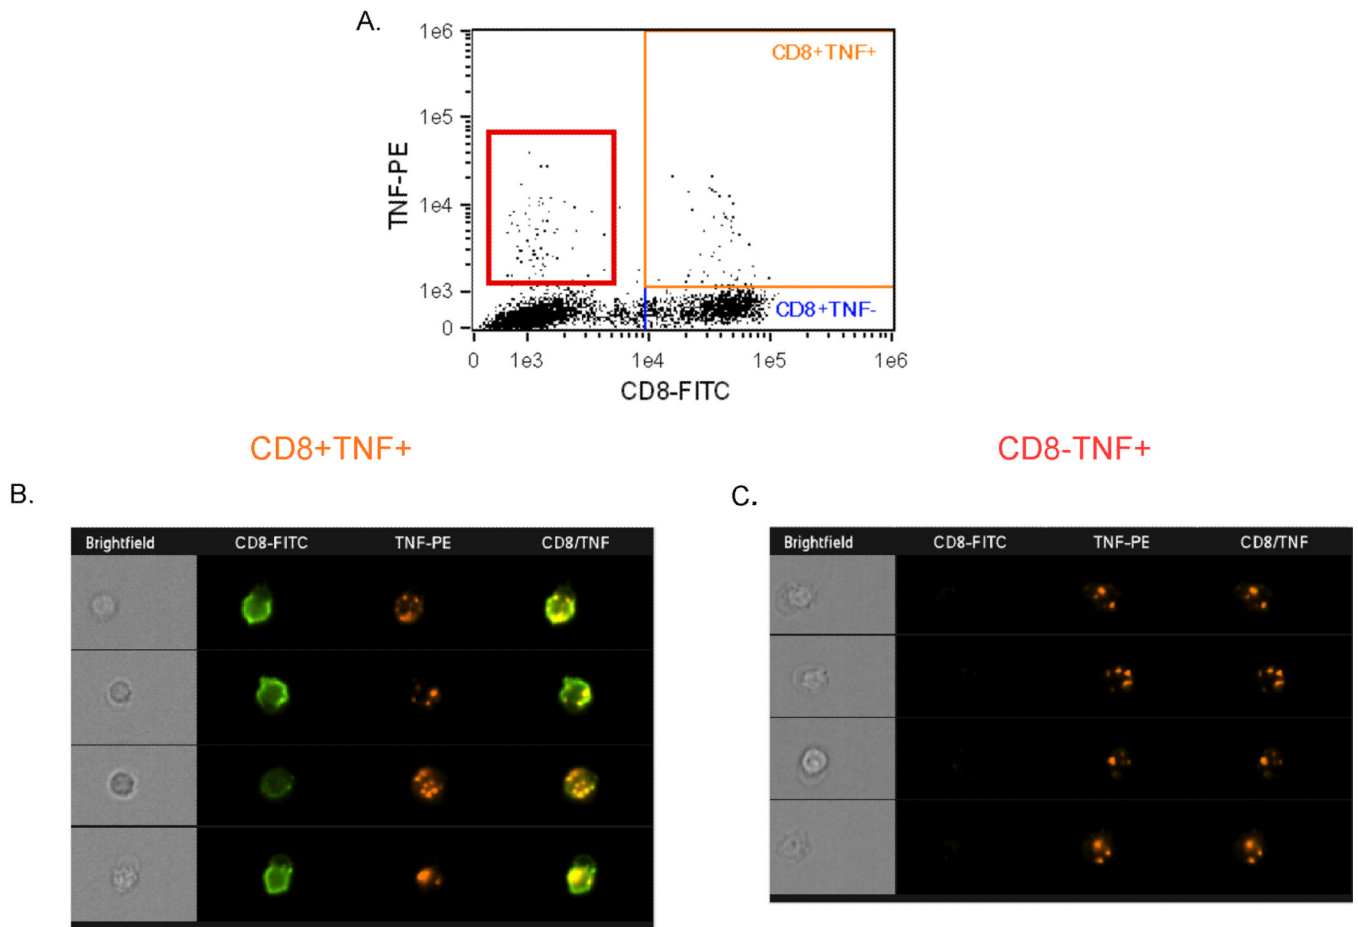 A.
1e6
1e5
1e4
1e3
0
TNF-PE
CD8+TNF+
CD8+TNF-
0 1e3 1e4 1e5 1e6
CD8-FITC
CD8+TNF+
CD8-TNF+
B.
Brightfield CD8-FITC TNF-PE CD8/TNF
C.
Brightfield CD8-FITC TNF-PE CD8/TNF